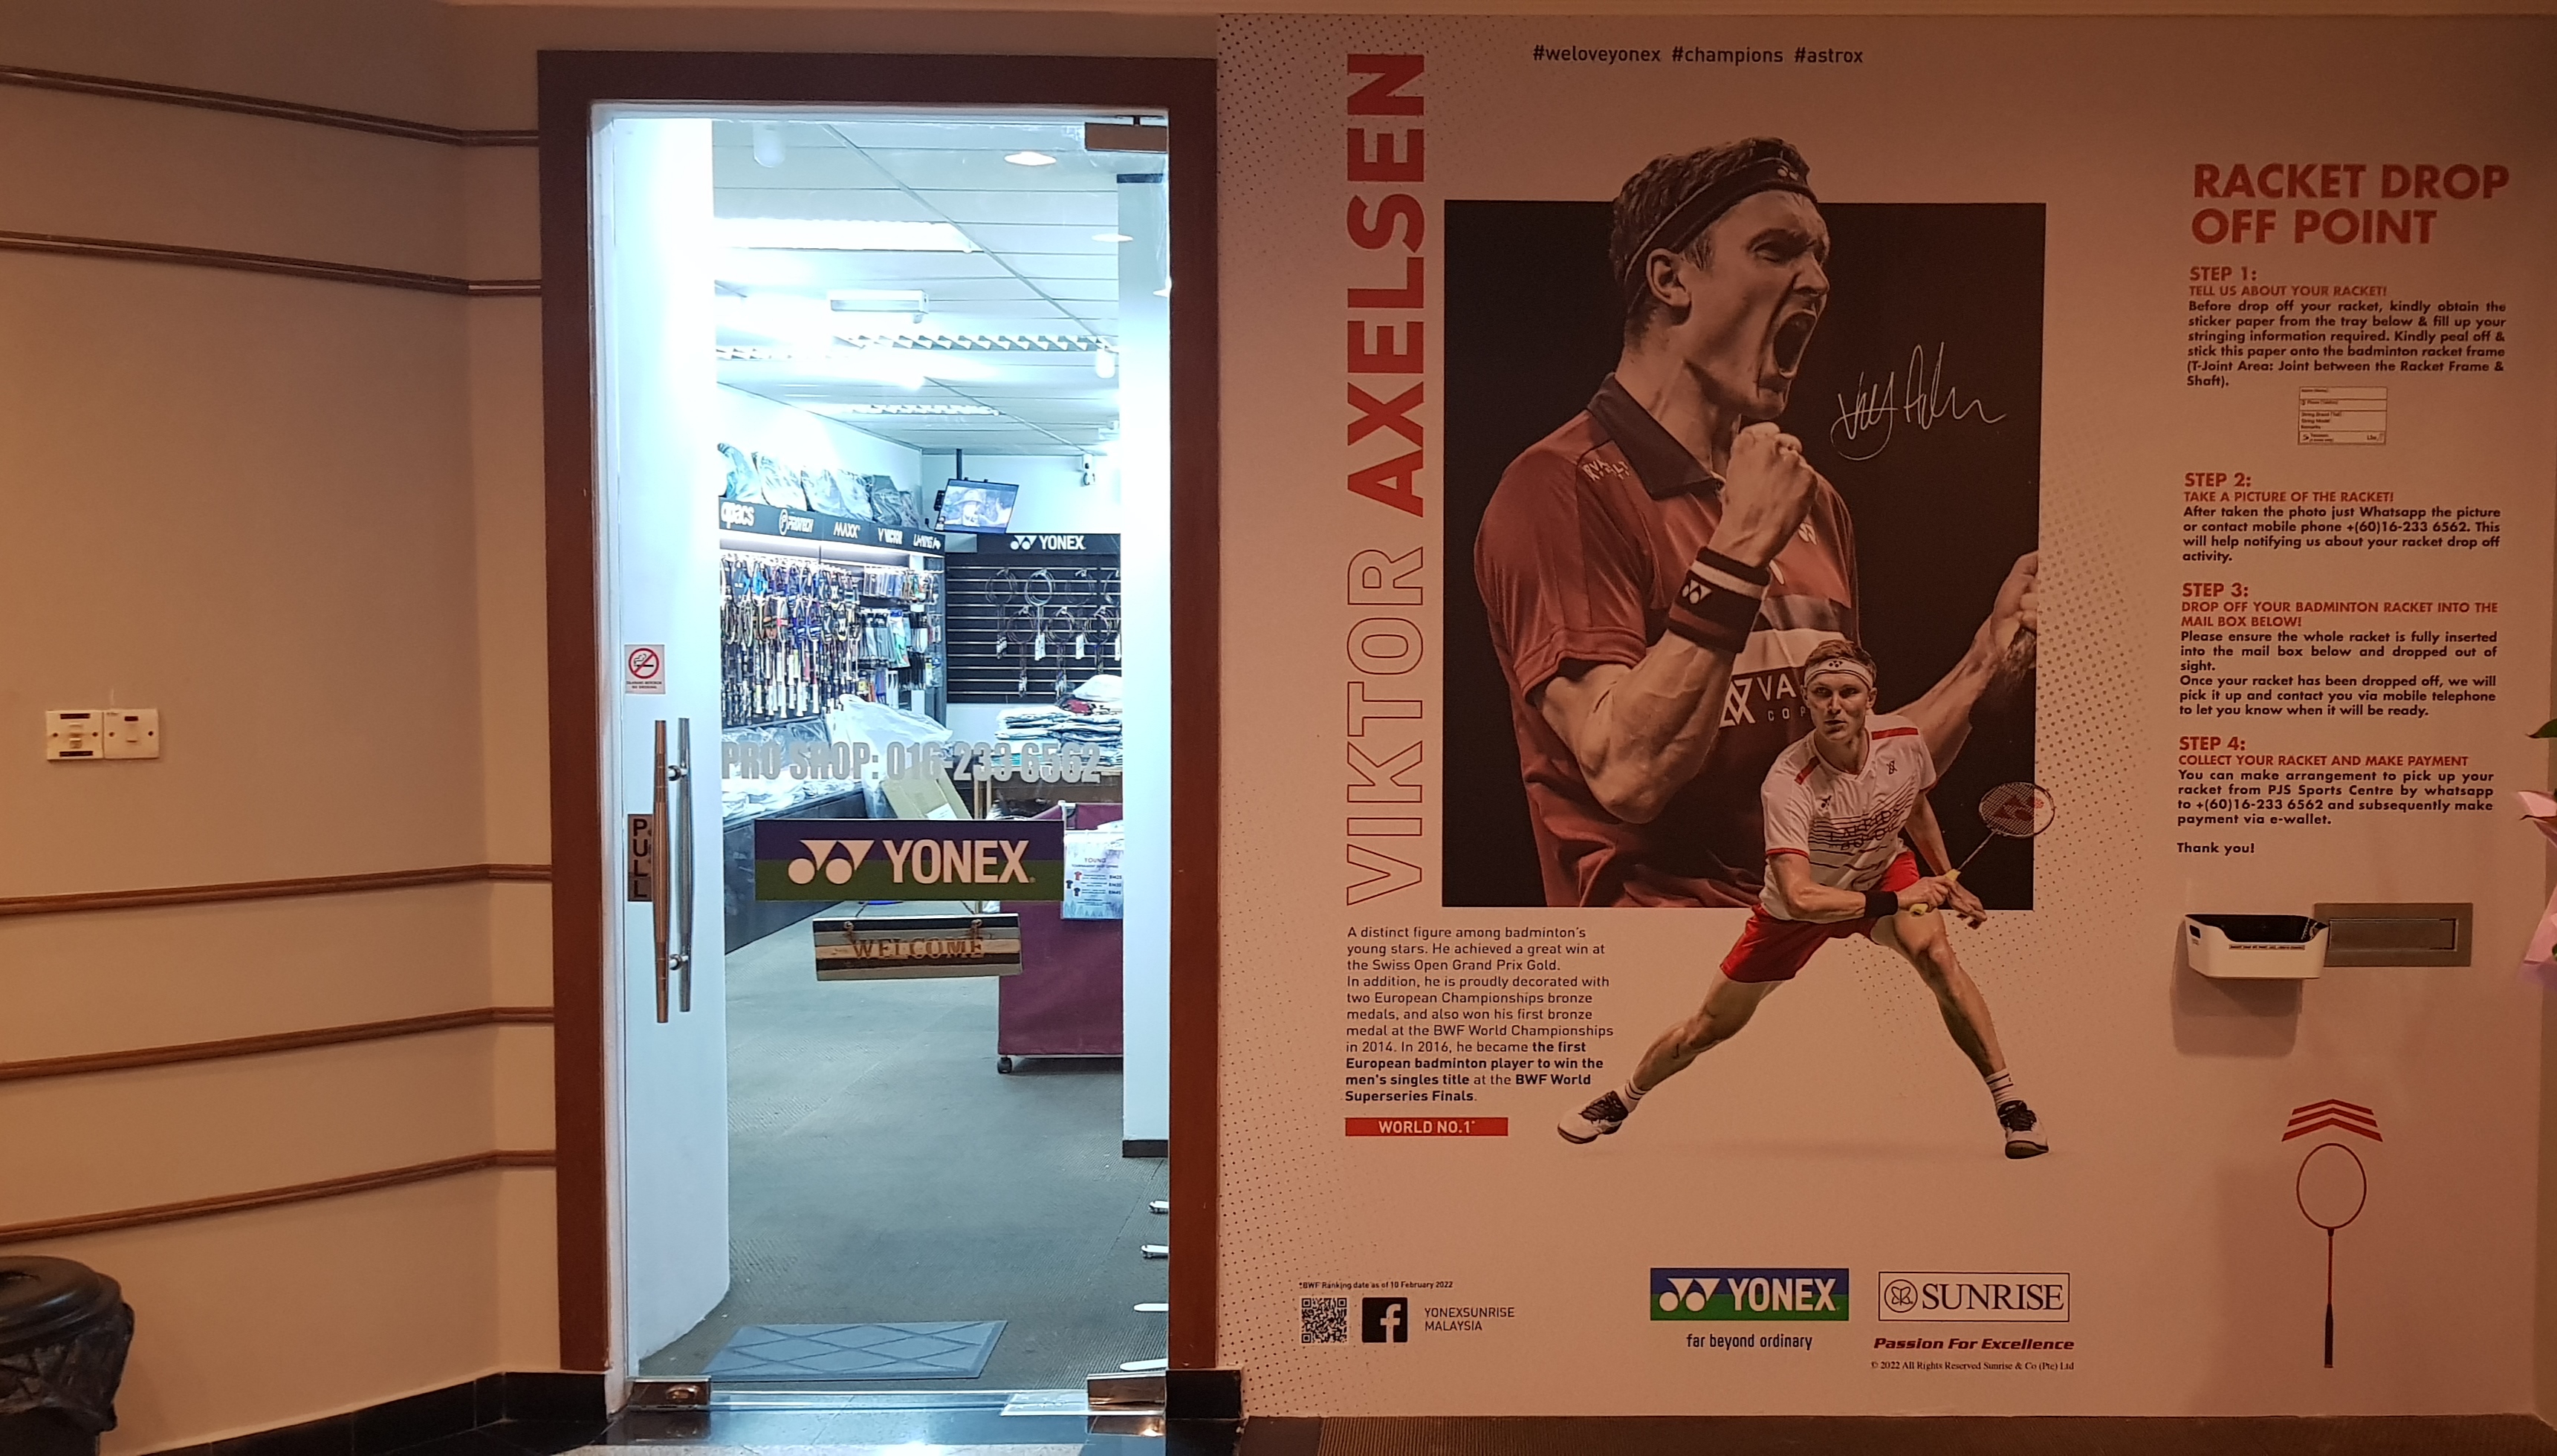 apacs
PROTECH
MAXX
VICTOR
LI-NING
YONEX
PRO SHOP: 016-233 6562
PULL
YONEX
WELCOME
#weloveyonex #champions #astrox
VIKTOR AXELSEN
A distinct figure among badminton's
young stars. He achieved a great win at
the Swiss Open Grand Prix Gold.
In addition, he is proudly decorated with
two European Championships bronze
medals, and also won his first bronze
medal at the BWF World Championships
in 2014. In 2016, he became the first
European badminton player to win the
men's singles title at the BWF World
Superseries Finals.
WORLD NO.1*
*BWF Ranking date as of 10 February 2022
YONEXSUNRISE
MALAYSIA
YONEX
far beyond ordinary
SUNRISE
Passion For Excellence
© 2022 All Rights Reserved Sunrise & Co (Pte) Ltd
RACKET DROP
OFF POINT
STEP 1:
TELL US ABOUT YOUR RACKET!
Before drop off your racket, kindly obtain the
sticker paper from the tray below & fill up your
stringing information required. Kindly peal off &
stick this paper onto the badminton racket frame
(T-Joint Area: Joint between the Racket Frame &
Shaft).
STEP 2:
TAKE A PICTURE OF THE RACKET!
After taken the photo just Whatsapp the picture
or contact mobile phone +(60)16-233 6562. This
will help notifying us about your racket drop off
activity.
STEP 3:
DROP OFF YOUR BADMINTON RACKET INTO THE
MAIL BOX BELOW!
Please ensure the whole racket is fully inserted
into the mail box below and dropped out of
sight.
Once your racket has been dropped off, we will
pick it up and contact you via mobile telephone
to let you know when it will be ready.
STEP 4:
COLLECT YOUR RACKET AND MAKE PAYMENT
You can make arrangement to pick up your
racket from PJS Sports Centre by whatsapp
to +(60)16-233 6562 and subsequently make
payment via e-wallet.
Thank you!